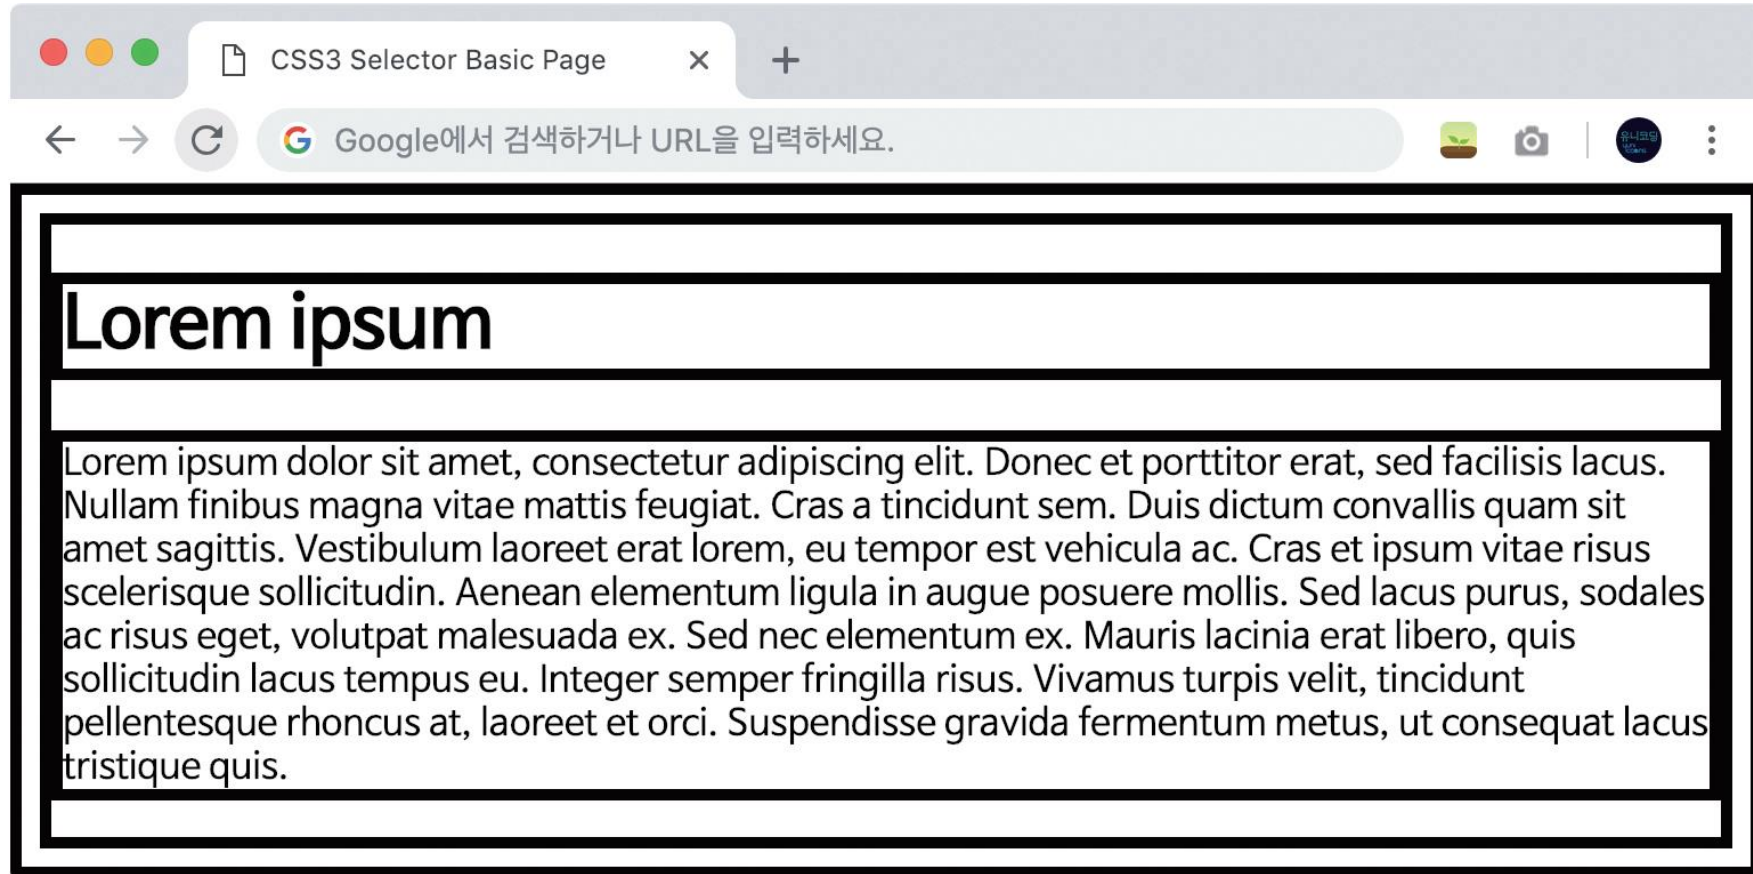 CSS3 Selector Basic Page
Google에서 검색하거나 URL을 입력하세요.
유니코딩
Lorem ipsum
Lorem ipsum dolor sit amet, consectetur adipiscing elit. Donec et porttitor erat, sed facilisis lacus.
Nullam finibus magna vitae mattis feugiat. Cras a tincidunt sem. Duis dictum convallis quam sit
amet sagittis. Vestibulum laoreet erat lorem, eu tempor est vehicula ac. Cras et ipsum vitae risus
scelerisque sollicitudin. Aenean elementum ligula in augue posuere mollis. Sed lacus purus, sodales
ac risus eget, volutpat malesuada ex. Sed nec elementum ex. Mauris lacinia erat libero, quis
sollicitudin lacus tempus eu. Integer semper fringilla risus. Vivamus turpis velit, tincidunt
pellentesque rhoncus at, laoreet et orci. Suspendisse gravida fermentum metus, ut consequat lacus
tristique quis.